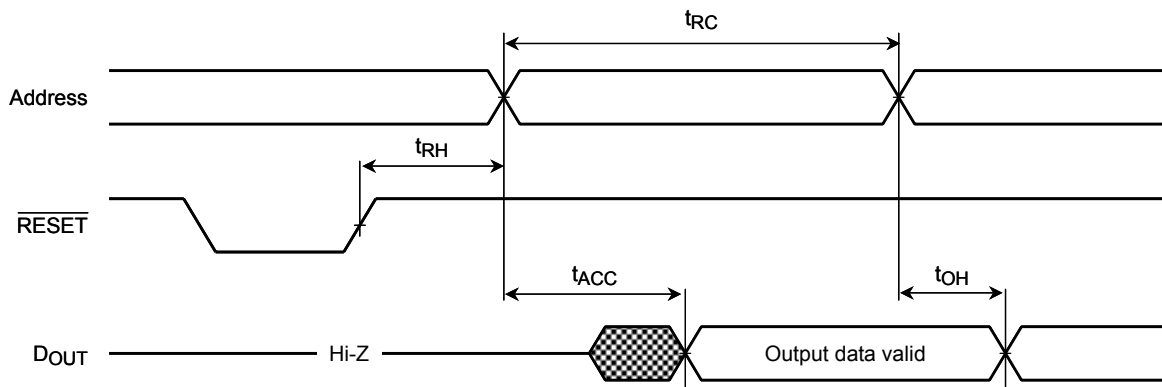 tRC
Address
tRH
RESET
tACC
tOH
DOUT
Hi-Z
Output data valid